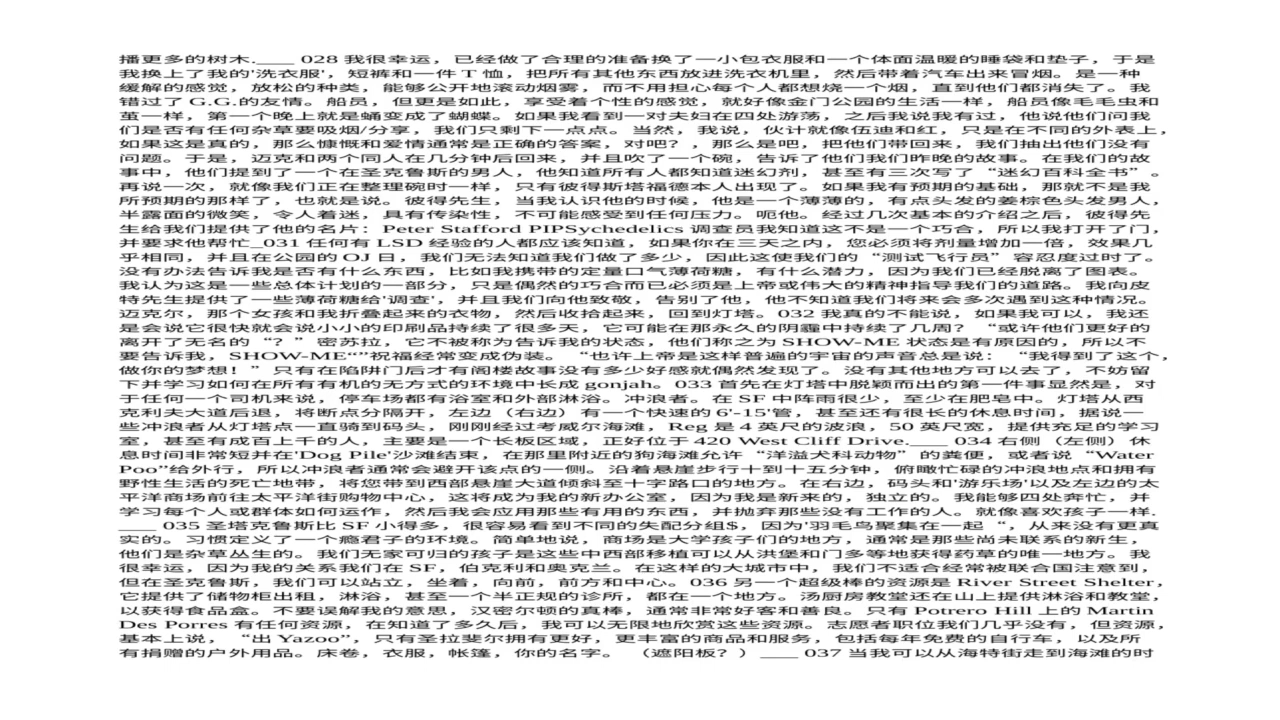 播更多的树木.____ 028 我很幸运，已经做了合理的准备换了一小包衣服和一个体面温暖的睡袋和垫子，于是
我换上了我的'洗衣服'，短裤和一件 T 恤，把所有其他东西放进洗衣机里，然后带着汽车出来冒烟。是一种
缓解的感觉，放松的种类，能够公开地滚动烟雾，而不用担心每个人都想烧一个烟，直到他们都消失了。我
错过了 G.G.的友情。船员，但更是如此，享受着个性的感觉，就好像金门公园的生活一样，船员像毛毛虫和
茧一样，第一个晚上就是蛹变成了蝴蝶。如果我看到一对夫妇在四处游荡，之后我说我有过，他说他们问我
们是否有任何杂草要吸烟/分享，我们只剩下一点点。当然，我说，伙计就像伍迪和红，只是在不同的外表上，
如果这是真的，那么慷慨和爱情通常是正确的答案，对吧？，那么是吧，把他们带回来，我们抽出他们没有
问题。于是，迈克和两个同人在几分钟后回来，并且吹了一个碗，告诉了他们我们昨晚的故事。在我们的故
事中，他们提到了一个在圣克鲁斯的男人，他知道所有人都知道迷幻剂，甚至有三次写了“迷幻百科全书”。
再说一次，就像我们正在整理碗时一样，只有彼得斯塔福德本人出现了。如果我有预期的基础，那就不是我
所预期的那样了，也就是说。彼得先生，当我认识他的时候，他是一个薄薄的，有点头发的姜棕色头发男人，
半露面的微笑，令人着迷，具有传染性，不可能感受到任何压力。呃他。经过几次基本的介绍之后，彼得先
生给我们提供了他的名片：Peter Stafford PIPSychedelics 调查员我知道这不是一个巧合，所以我打开了门，
并要求他帮忙_031 任何有 LSD 经验的人都应该知道，如果你在三天之内，您必须将剂量增加一倍，效果几
乎相同，并且在公园的 OJ 日，我们无法知道我们做了多少，因此这使我们的“测试飞行员”容忍度过时了。
没有办法告诉我是否有什么东西，比如我携带的定量口气薄荷糖，有什么潜力，因为我们已经脱离了图表。
我认为这是一些总体计划的一部分，只是偶然的巧合而已必须是上帝或伟大的精神指导我们的道路。我向皮
特先生提供了一些薄荷糖给'调查'，并且我们向他致敬，告别了他，他不知道我们将来会多次遇到这种情况。
迈克尔，那个女孩和我折叠起来的衣物，然后收拾起来，回到灯塔。032 我真的不能说，如果我可以，我还
是会说它很快就会说小小的印刷品持续了很多天，它可能在那永久的阴霾中持续了几周？ “或许他们更好的
离开了无名的“？”密苏拉，它不被称为告诉我的状态，他们称之为 SHOW-ME 状态是有原因的，所以不
要告诉我，SHOW-ME“”祝福经常变成伪装。“也许上帝是这样普遍的宇宙的声音总是说：“我得到了这个，
做你的梦想！”只有在陷阱门后才有阁楼故事没有多少好感就偶然发现了。没有其他地方可以去了，不妨留
下并学习如何在所有有机的无方式的环境中长成 gonjah。033 首先在灯塔中脱颖而出的第一件事显然是，对
于任何一个司机来说，停车场都有浴室和外部淋浴。冲浪者。在 SF 中阵雨很少，至少在肥皂中。灯塔从西
克利夫大道后退，将断点分隔开，左边（右边）有一个快速的 6'-15'管，甚至还有很长的休息时间，据说一
些冲浪者从灯塔点一直骑到码头，刚刚经过考威尔海滩，Reg 是 4 英尺的波浪，50 英尺宽，提供充足的学习
室，甚至有成百上千的人，主要是一个长板区域，正好位于 420 West Cliff Drive.____ 034 右侧（左侧）休
息时间非常短并在'Dog Pile'沙滩结束，在那里附近的狗海滩允许“洋溢犬科动物”的粪便，或者说“Water
Poo”给外行，所以冲浪者通常会避开该点的一侧。沿着悬崖步行十到十五分钟，俯瞰忙碌的冲浪地点和拥有
野性生活的死亡地带，将您带到西部悬崖大道倾斜至十字路口的地方。在右边，码头和'游乐场'以及左边的太
平洋商场前往太平洋街购物中心，这将成为我的新办公室，因为我是新来的，独立的。我能够四处奔忙，并
学习每个人或群体如何运作，然后我会应用那些有用的东西，并抛弃那些没有工作的人。就像喜欢孩子一样.
____ 035 圣塔克鲁斯比 SF 小得多，很容易看到不同的失配分组$，因为'羽毛鸟聚集在一起“，从来没有更真
实的。习惯定义了一个瘾君子的环境。简单地说，商场是大学孩子们的地方，通常是那些尚未联系的新生，
他们是杂草丛生的。我们无家可归的孩子是这些中西部移植可以从洪堡和门多等地获得药草的唯一地方。我
很幸运，因为我的关系我们在 SF，伯克利和奥克兰。在这样的大城市中，我们不适合经常被联合国注意到，
但在圣克鲁斯，我们可以站立，坐着，向前，前方和中心。036 另一个超级棒的资源是 River Street Shelter，
它提供了储物柜出租，淋浴，甚至一个半正规的诊所，都在一个地方。汤厨房教堂还在山上提供淋浴和教堂，
以获得食品盒。不要误解我的意思，汉密尔顿的真棒，通常非常好客和善良。只有 Potrero Hill 上的 Martin
Des Porres 有任何资源，在知道了多久后，我可以无限地欣赏这些资源。志愿者职位我们几乎没有，但资源，
基本上说，“出 Yazoo”，只有圣拉斐尔拥有更好，更丰富的商品和服务，包括每年免费的自行车，以及所
有捐赠的户外用品。床卷，衣服，帐篷，你的名字。 （遮阳板？）____ 037 当我可以从海特街走到海滩的时